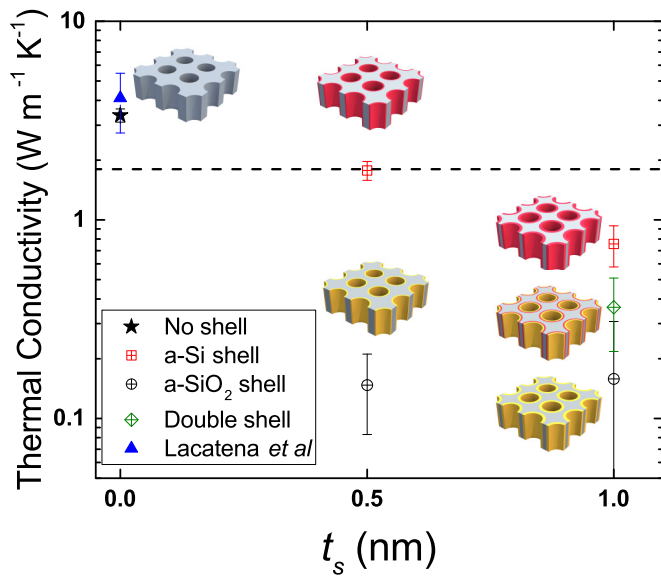 Thermal Conductivity (W m⁻¹ K⁻¹)
10
1
0.1
No shell
a-Si shell
a-SiO₂ shell
Double shell
Lacatena et al
0.0 0.5 1.0
tₛ (nm)